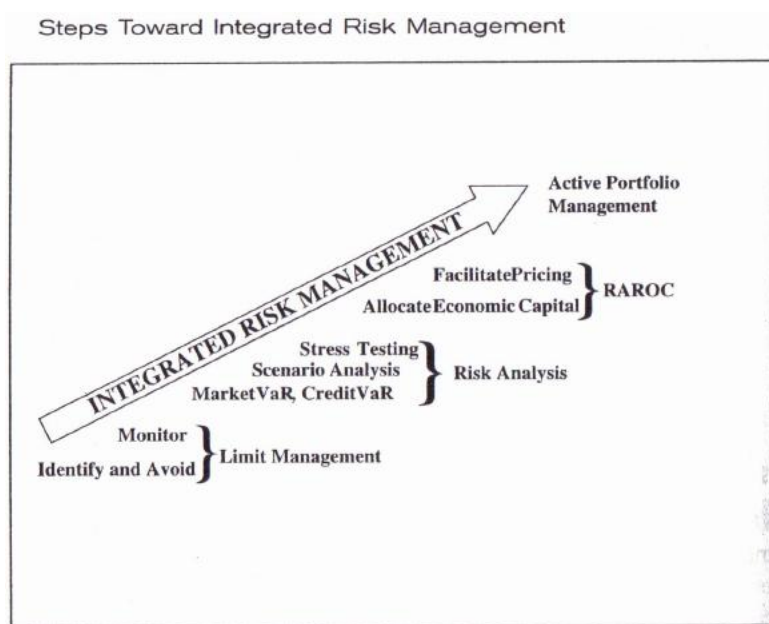 Steps Toward Integrated Risk Management
Active Portfolio
Management
INTEGRATED RISK MANAGEMENT
FacilitatePricing
AllocateEconomic Capital
RAROC
Stress Testing
Scenario Analysis
MarketVaR, CreditVaR
Risk Analysis
Monitor
Identify and Avoid
Limit Management